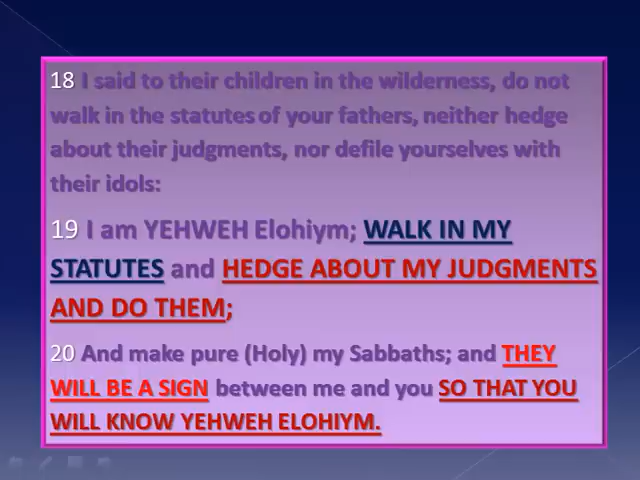 18 I said to their children in the wilderness, do not
walk in the statutes of your fathers, neither hedge
about their judgments, nor defile yourselves with
their idols:
19 I am YEHWEH Elohiym; WALK IN MY
STATUTES and HEDGE ABOUT MY JUDGMENTS
AND DO THEM;
20 And make pure (Holy) my Sabbaths; and THEY
WILL BE A SIGN between me and you SO THAT YOU
WILL KNOW YEHWEH ELOHIYM.